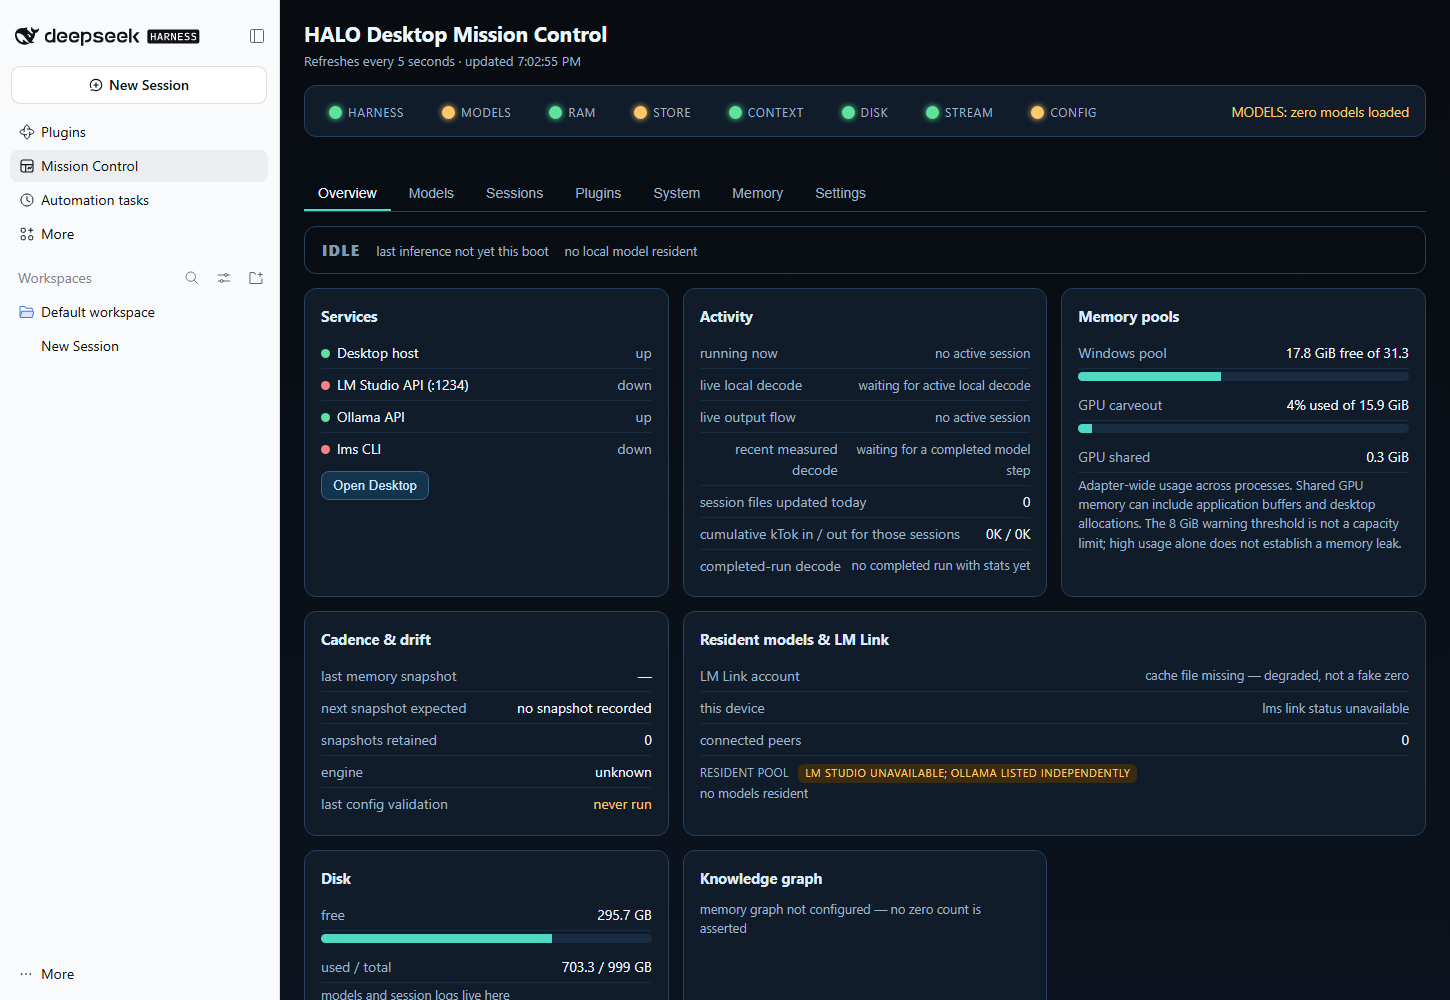 deepseek HARNESS
New Session
Plugins
Mission Control
Automation tasks
More
Workspaces
Default workspace
New Session
More
HALO Desktop Mission Control
Refreshes every 5 seconds · updated 7:02:55 PM
HARNESS MODELS RAM STORE CONTEXT DISK STREAM CONFIG MODELS: zero models loaded
Overview Models Sessions Plugins System Memory Settings
IDLE last inference not yet this boot no local model resident
Services
Desktop host up
LM Studio API (:1234) down
Ollama API up
lms CLI down
Open Desktop
Activity
running now no active session
live local decode waiting for active local decode
live output flow no active session
recent measured decode waiting for a completed model step
session files updated today 0
cumulative kTok in / out for those sessions 0K / 0K
completed-run decode no completed run with stats yet
Memory pools
Windows pool 17.8 GiB free of 31.3
GPU carveout 4% used of 15.9 GiB
GPU shared 0.3 GiB
Adapter-wide usage across processes. Shared GPU
memory can include application buffers and desktop
allocations. The 8 GiB warning threshold is not a capacity
limit; high usage alone does not establish a memory leak.
Cadence & drift
last memory snapshot —
next snapshot expected no snapshot recorded
snapshots retained 0
engine unknown
last config validation never run
Resident models & LM Link
LM Link account cache file missing — degraded, not a fake zero
this device lms link status unavailable
connected peers 0
RESIDENT POOL LM STUDIO UNAVAILABLE; OLLAMA LISTED INDEPENDENTLY
no models resident
Disk
free 295.7 GB
used / total 703.3 / 999 GB
models and session logs live here
Knowledge graph
memory graph not configured — no zero count is
asserted